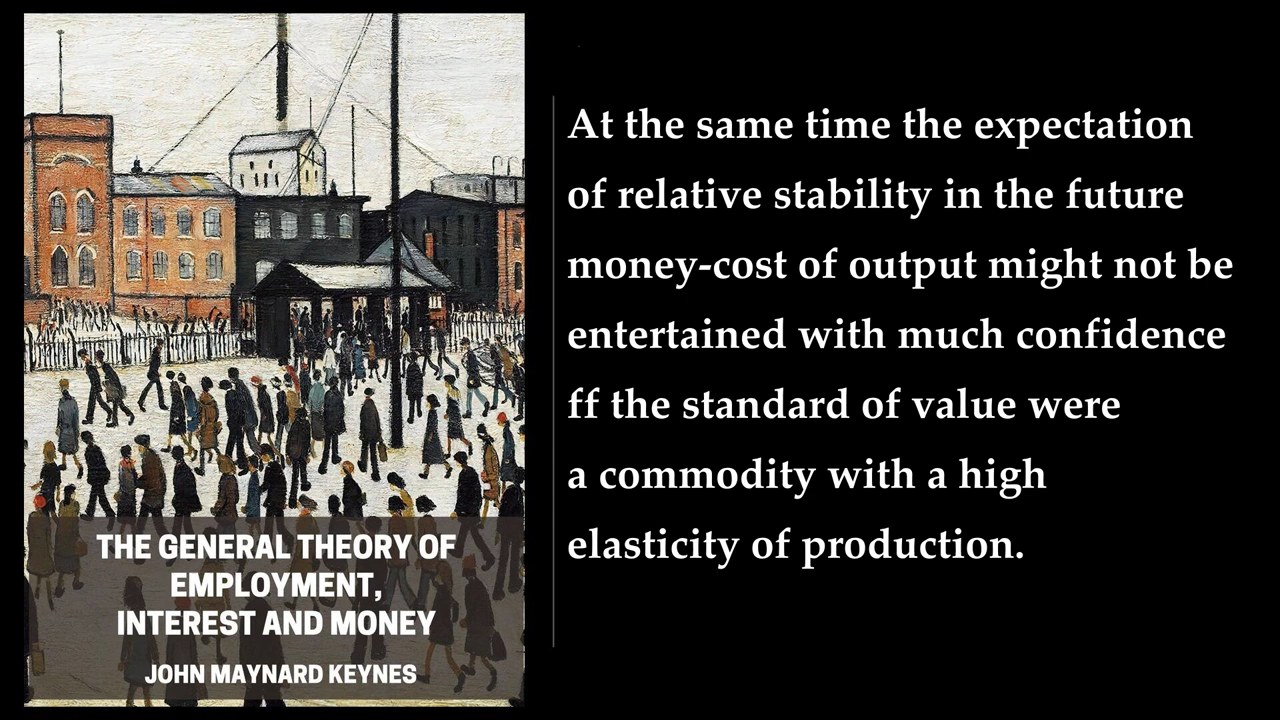 At the same time the expectation
of relative stability in the future
money-cost of output might not be
entertained with much confidence
ff the standard of value were
a commodity with a high
elasticity of production.
THE GENERAL THEORY OF
EMPLOYMENT,
INTEREST AND MONEY
JOHN MAYNARD KEYNES